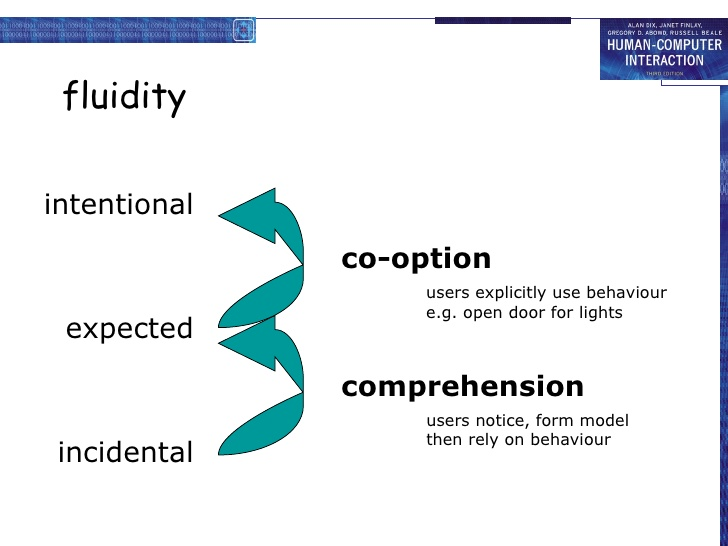 ALAN DIX, JANET FINLAY,
GREGORY D. ABOWD, RUSSELL BEALE
HUMAN-COMPUTER
INTERACTION
THIRD EDITION
fluidity
intentional
co-option
users explicitly use behaviour
e.g. open door for lights
expected
comprehension
users notice, form model
then rely on behaviour
incidental